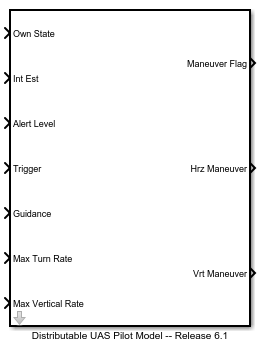 Own State
Int Est
Maneuver Flag
Alert Level
Trigger
Hrz Maneuver
Guidance
Max Turn Rate
Vrt Maneuver
Max Vertical Rate
Distributable UAS Pilot Model -- Release 6.1